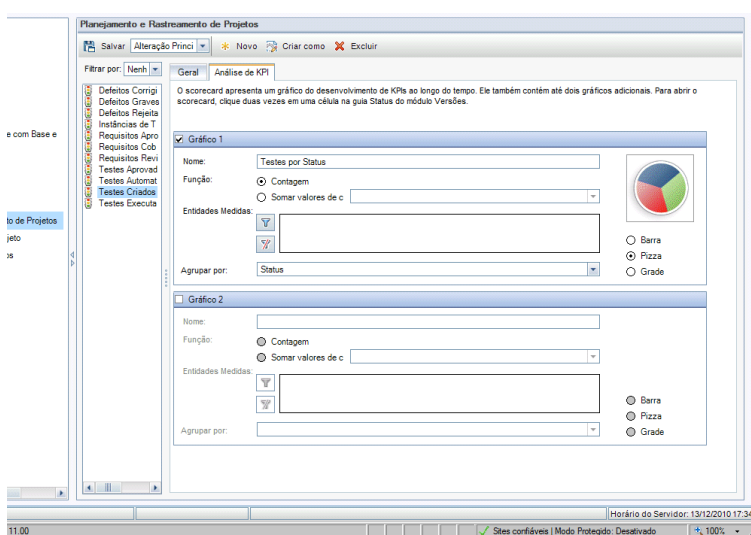 Planejamento e Rastreamento de Projetos
Salvar Alteração Princi Novo Criar como Excluir
Filtrar por: Nenh
Geral Análise de KPI
O scorecard apresenta um gráfico do desenvolvimento de KPIs ao longo do tempo. Ele também contém até dois gráficos adicionais. Para abrir o
scorecard, clique duas vezes em uma célula na guia Status do módulo Versões.
Defeitos Corrigi
Defeitos Graves
Defeitos Rejeita
Instâncias de T
Requisitos Apro
Requisitos Cob
Requisitos Revi
Testes Aprovad
Testes Automat
Testes Criados
Testes Executa
e com Base e
to de Projetos
jeto
os
Gráfico 1
Nome: Testes por Status
Função: Contagem
Somar valores de c
Entidades Medidas:
Barra
Pizza
Grade
Agrupar por: Status
Gráfico 2
Nome:
Função: Contagem
Somar valores de c
Entidades Medidas:
Barra
Pizza
Grade
Agrupar por:
Horário do Servidor: 13/12/2010 17:34
11.00
Sites confiáveis | Modo Protegido: Desativado 100%